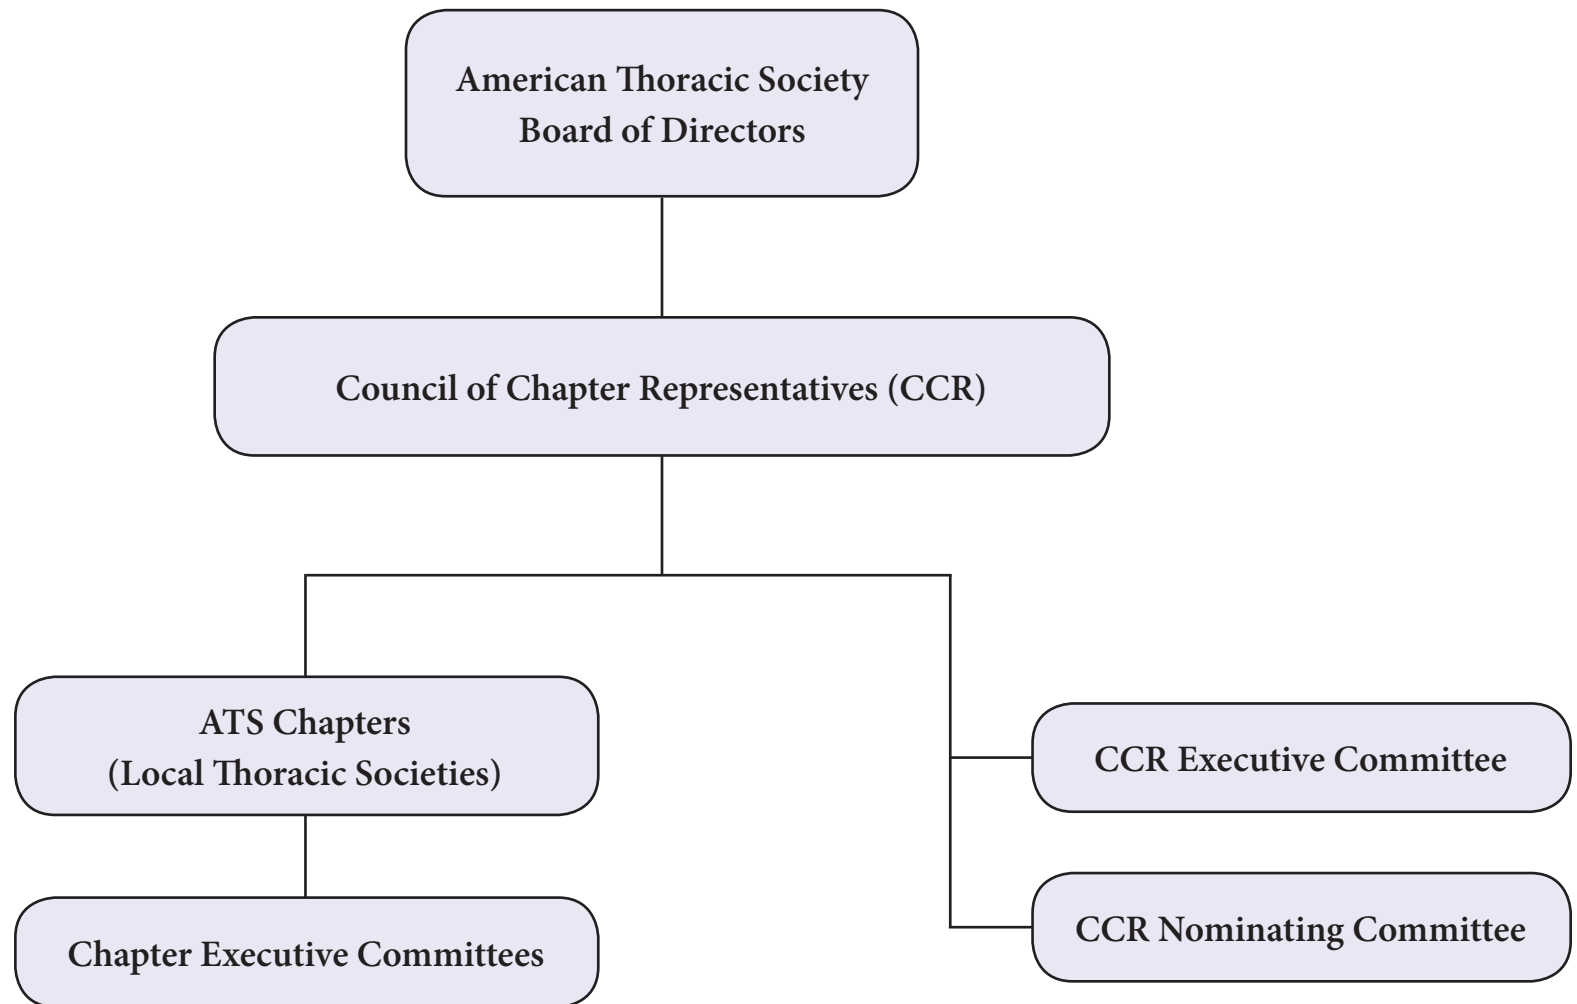 American Thoracic Society
Board of Directors
Council of Chapter Representatives (CCR)
ATS Chapters
(Local Thoracic Societies)
Chapter Executive Committees
CCR Executive Committee
CCR Nominating Committee